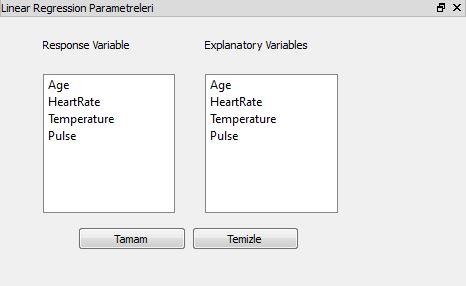 Linear Regression Parametreleri
Response Variable
Explanatory Variables
Age
HeartRate
Temperature
Pulse
Age
HeartRate
Temperature
Pulse
Tamam
Temizle